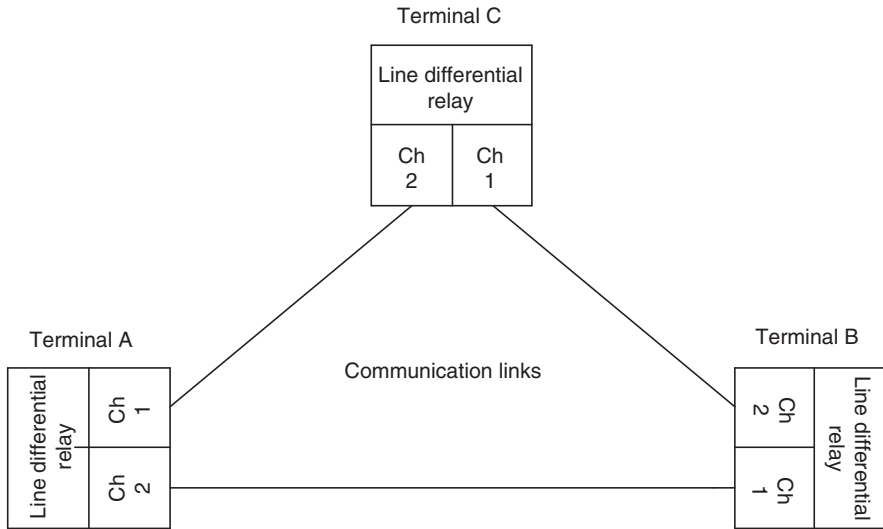 Terminal C
Line differential
relay
Ch
2
Ch
1
Terminal A
Line differential
relay
Ch
1
Ch
2
Communication links
Terminal B
Ch
2
Ch
1
Line differential
relay